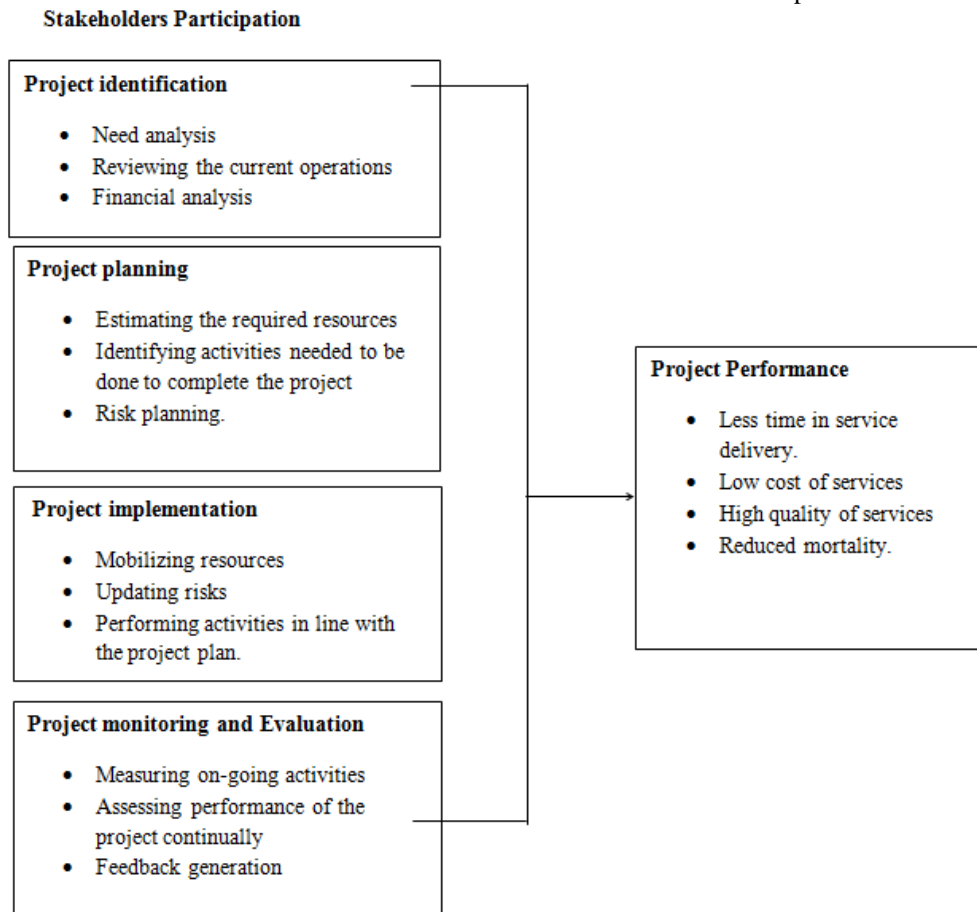 Stakeholders Participation
Project identification
• Need analysis
• Reviewing the current operations
• Financial analysis
Project planning
• Estimating the required resources
• Identifying activities needed to be
done to complete the project
• Risk planning.
Project implementation
• Mobilizing resources
• Updating risks
• Performing activities in line with
the project plan.
Project monitoring and Evaluation
• Measuring on-going activities
• Assessing performance of the
project continually
• Feedback generation
Project Performance
• Less time in service
delivery.
• Low cost of services
• High quality of services
• Reduced mortality.